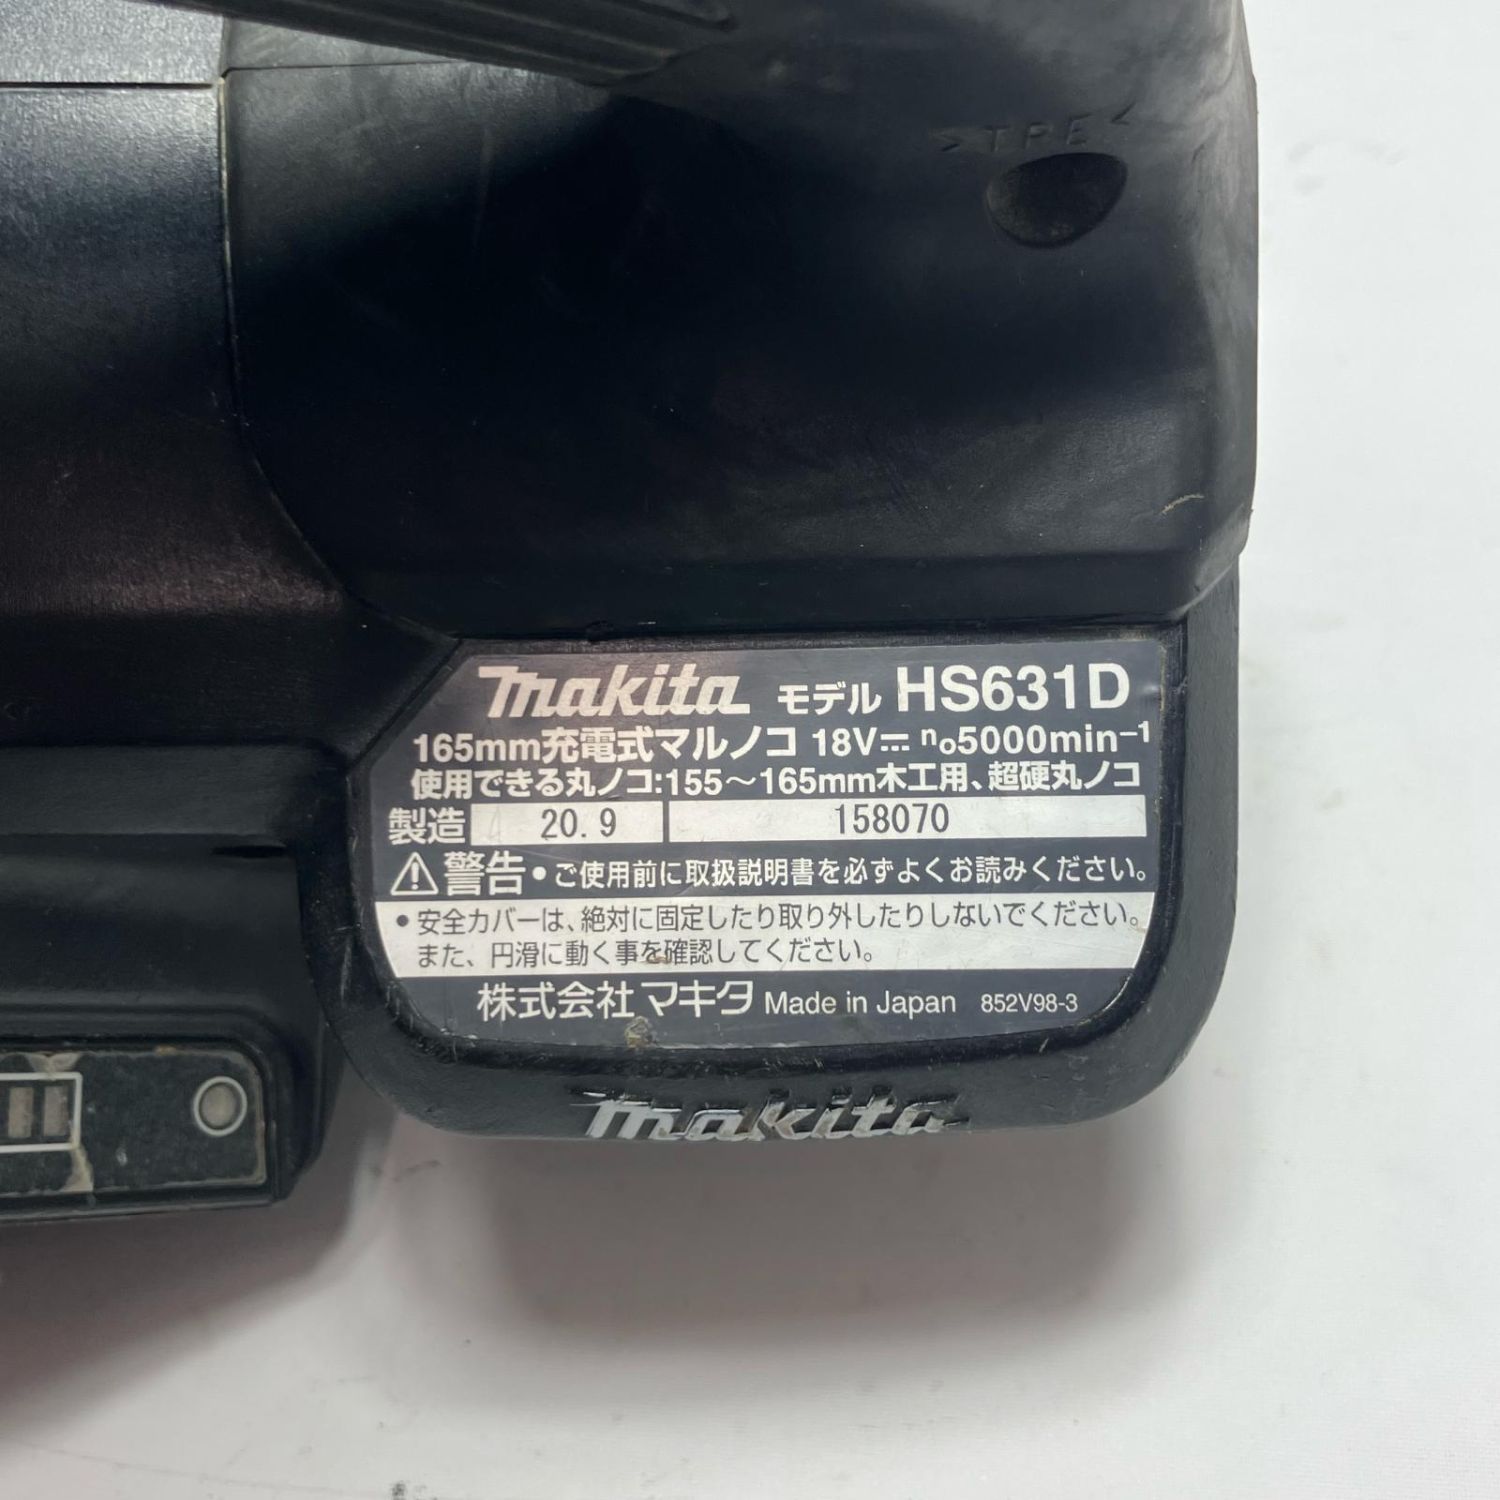 >TPE<
makita モデル HS631D
165mm充電式マルノコ 18V⎓ n₀5000min⁻¹
使用できる丸ノコ:155～165mm木工用、超硬丸ノコ
製造 20.9 158070
⚠警告•ご使用前に取扱説明書を必ずよくお読みください。
•安全カバーは、絶対に固定したり取り外したりしないでください。
また、円滑に動く事を確認してください。
株式会社マキタ Made in Japan 852V98-3
makita